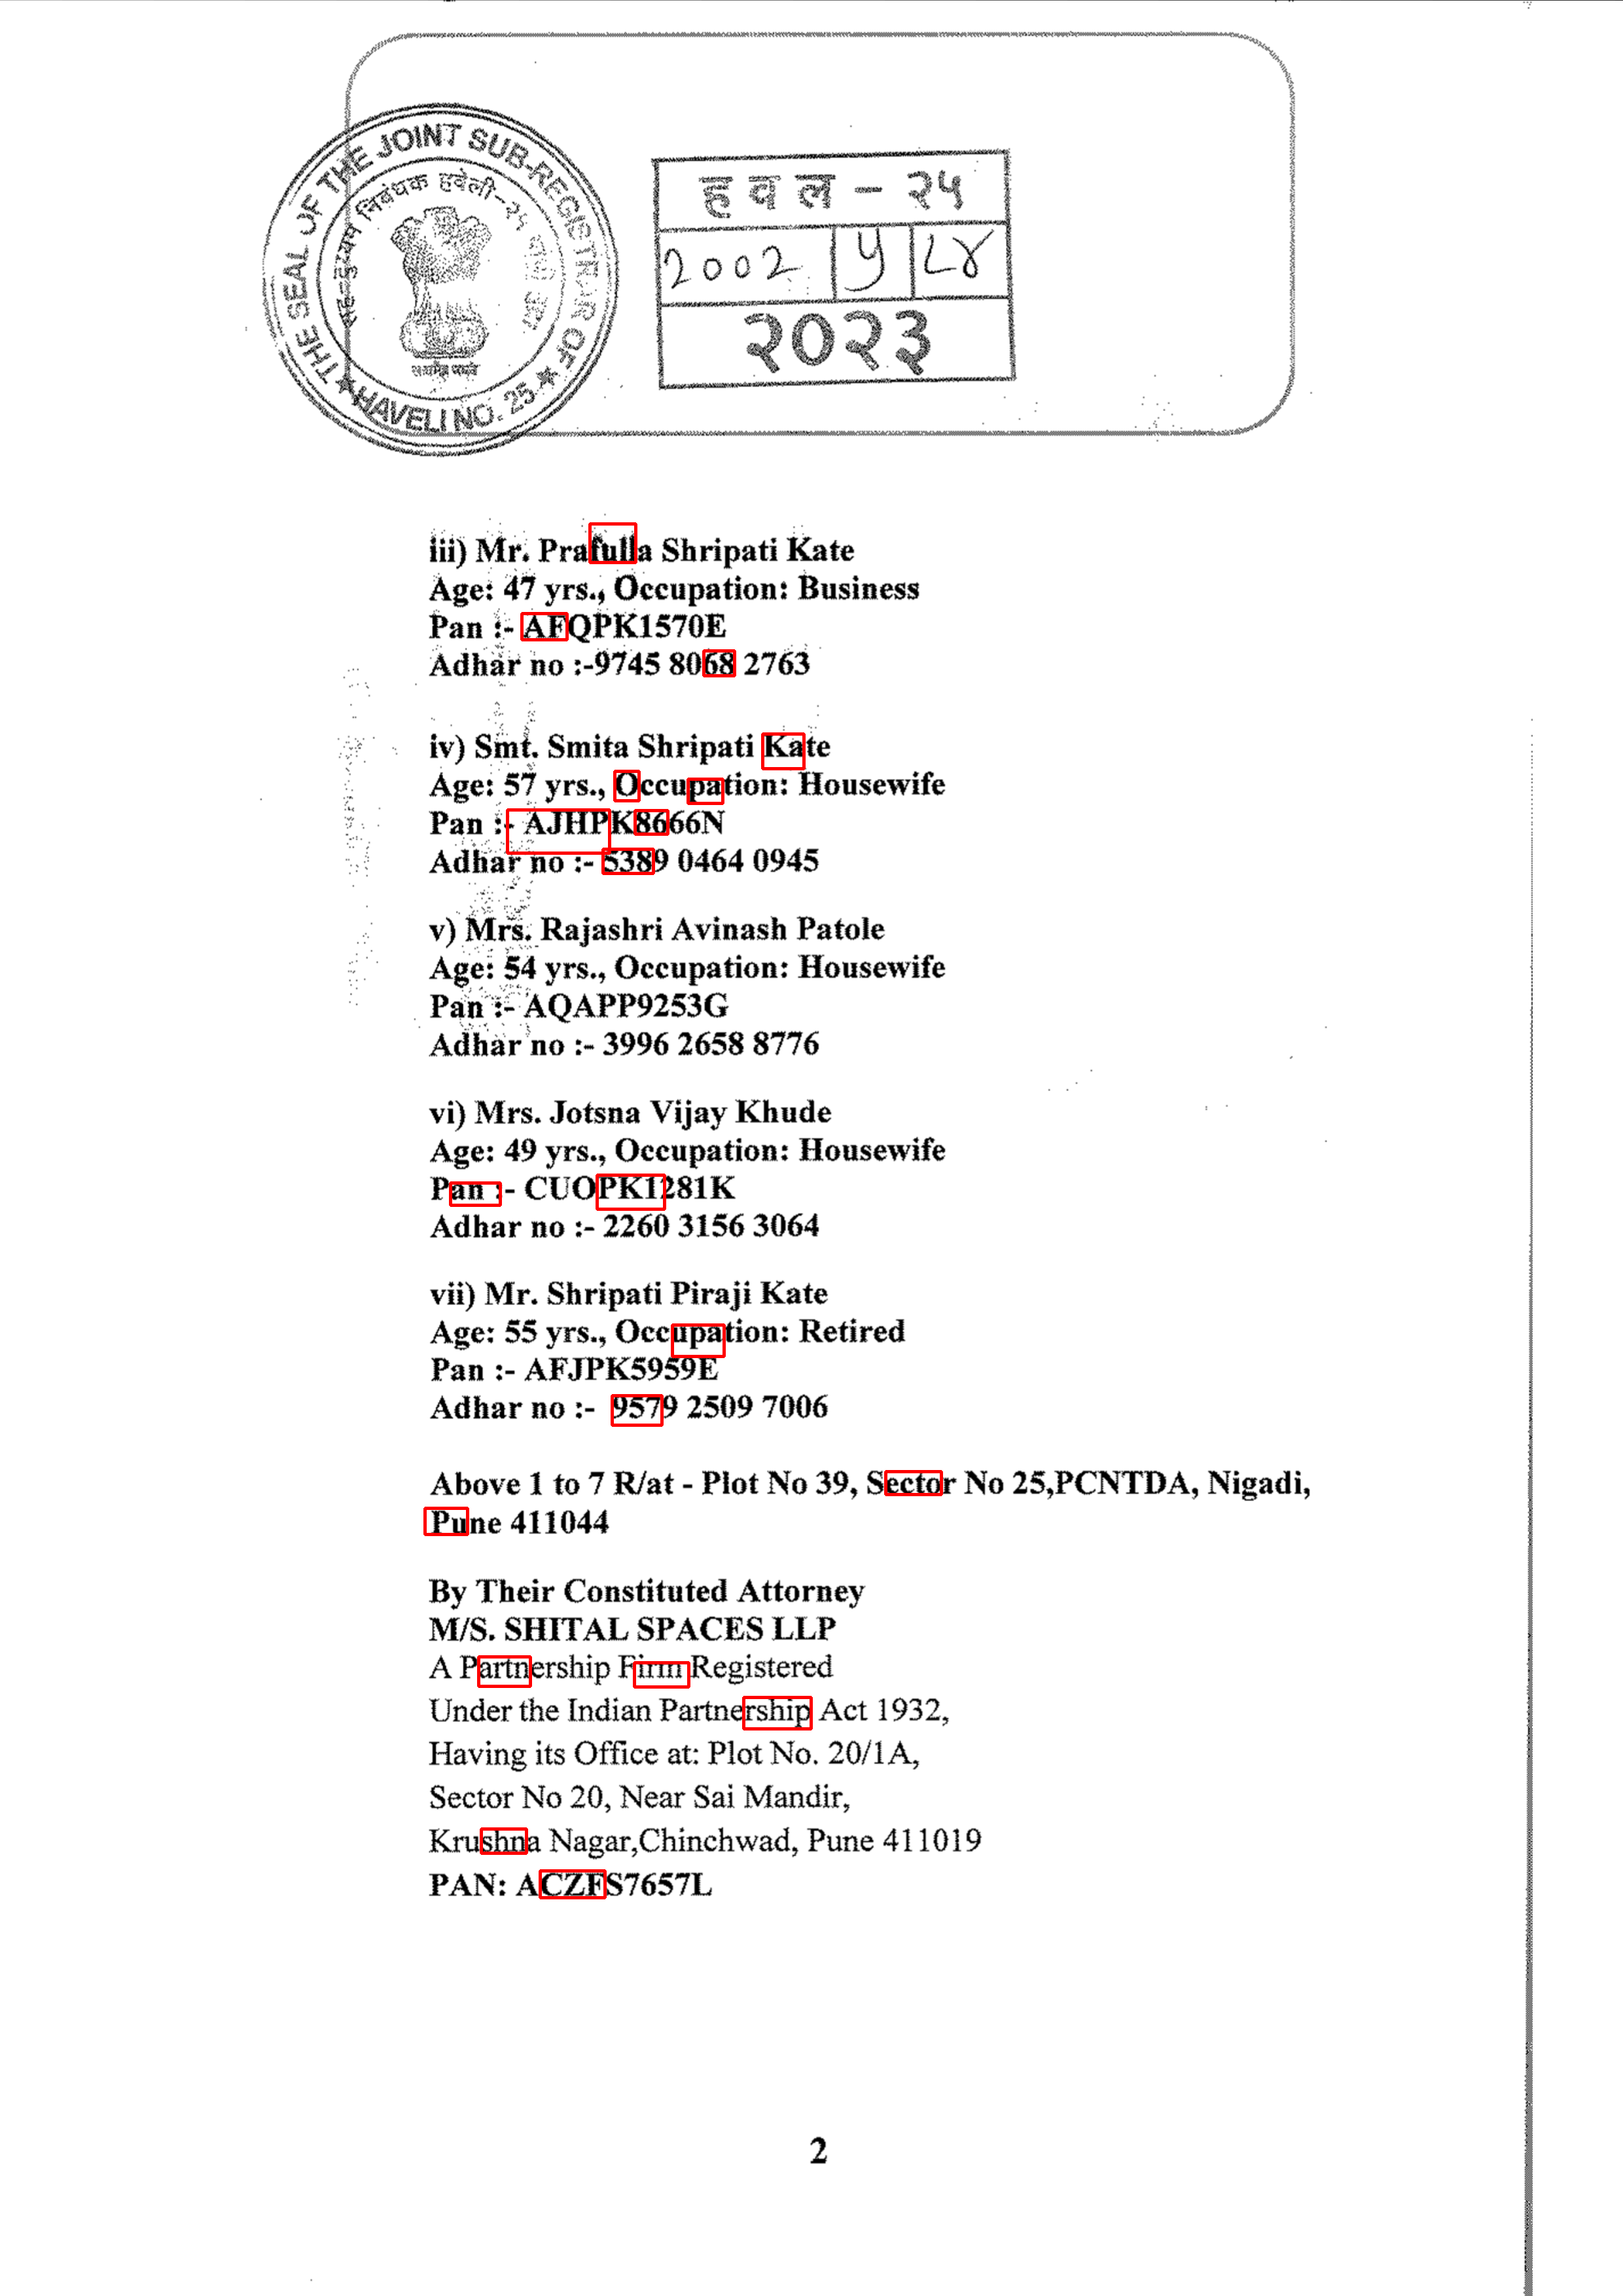 THE SEAL OF THE JOINT SUB-REGISTRAR OF
★ HAVELI NO. 25 ★
सह-दुय्यम निबंधक हवेली-२५
सत्यमेव जयते
ह व ल - २५
2002 | ५ | ८४
२०२३
iii) Mr. Prafulla Shripati Kate
Age: 47 yrs., Occupation: Business
Pan :- AFQPK1570E
Adhar no :-9745 8068 2763
iv) Smt. Smita Shripati Kate
Age: 57 yrs., Occupation: Housewife
Pan :- AJHPK8666N
Adhar no :- 5389 0464 0945
v) Mrs. Rajashri Avinash Patole
Age: 54 yrs., Occupation: Housewife
Pan :- AQAPP9253G
Adhar no :- 3996 2658 8776
vi) Mrs. Jotsna Vijay Khude
Age: 49 yrs., Occupation: Housewife
Pan :- CUOPK1281K
Adhar no :- 2260 3156 3064
vii) Mr. Shripati Piraji Kate
Age: 55 yrs., Occupation: Retired
Pan :- AFJPK5959E
Adhar no :- 9579 2509 7006
Above 1 to 7 R/at - Plot No 39, Sector No 25,PCNTDA, Nigadi,
Pune 411044
By Their Constituted Attorney
M/S. SHITAL SPACES LLP
A Partnership Firm Registered
Under the Indian Partnership Act 1932,
Having its Office at: Plot No. 20/1A,
Sector No 20, Near Sai Mandir,
Krushna Nagar,Chinchwad, Pune 411019
PAN: ACZFS7657L
2